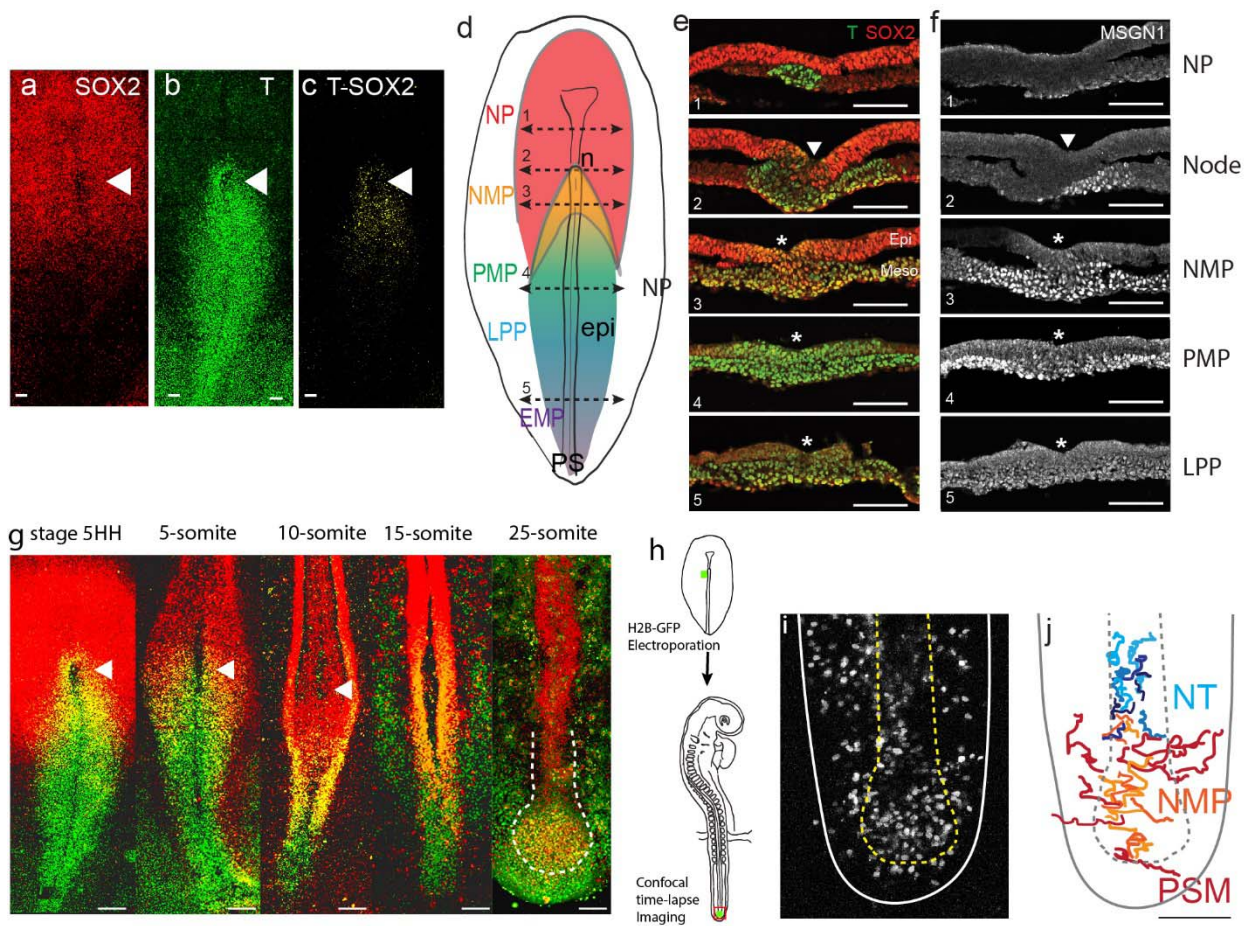 a SOX2
b T
c T-SOX2
d
NP
1
2
n
NMP
3
PMP
4
NP
LPP
epi
5
EMP
PS
e T SOX2
1
2
Epi
Meso
3
4
5
f MSGN1
1
2
3
4
5
NP
Node
NMP
PMP
LPP
g
stage 5HH 5-somite 10-somite 15-somite 25-somite
h
H2B-GFP
Electroporation
Confocal
time-lapse
Imaging
i
j
NT
NMP
PSM